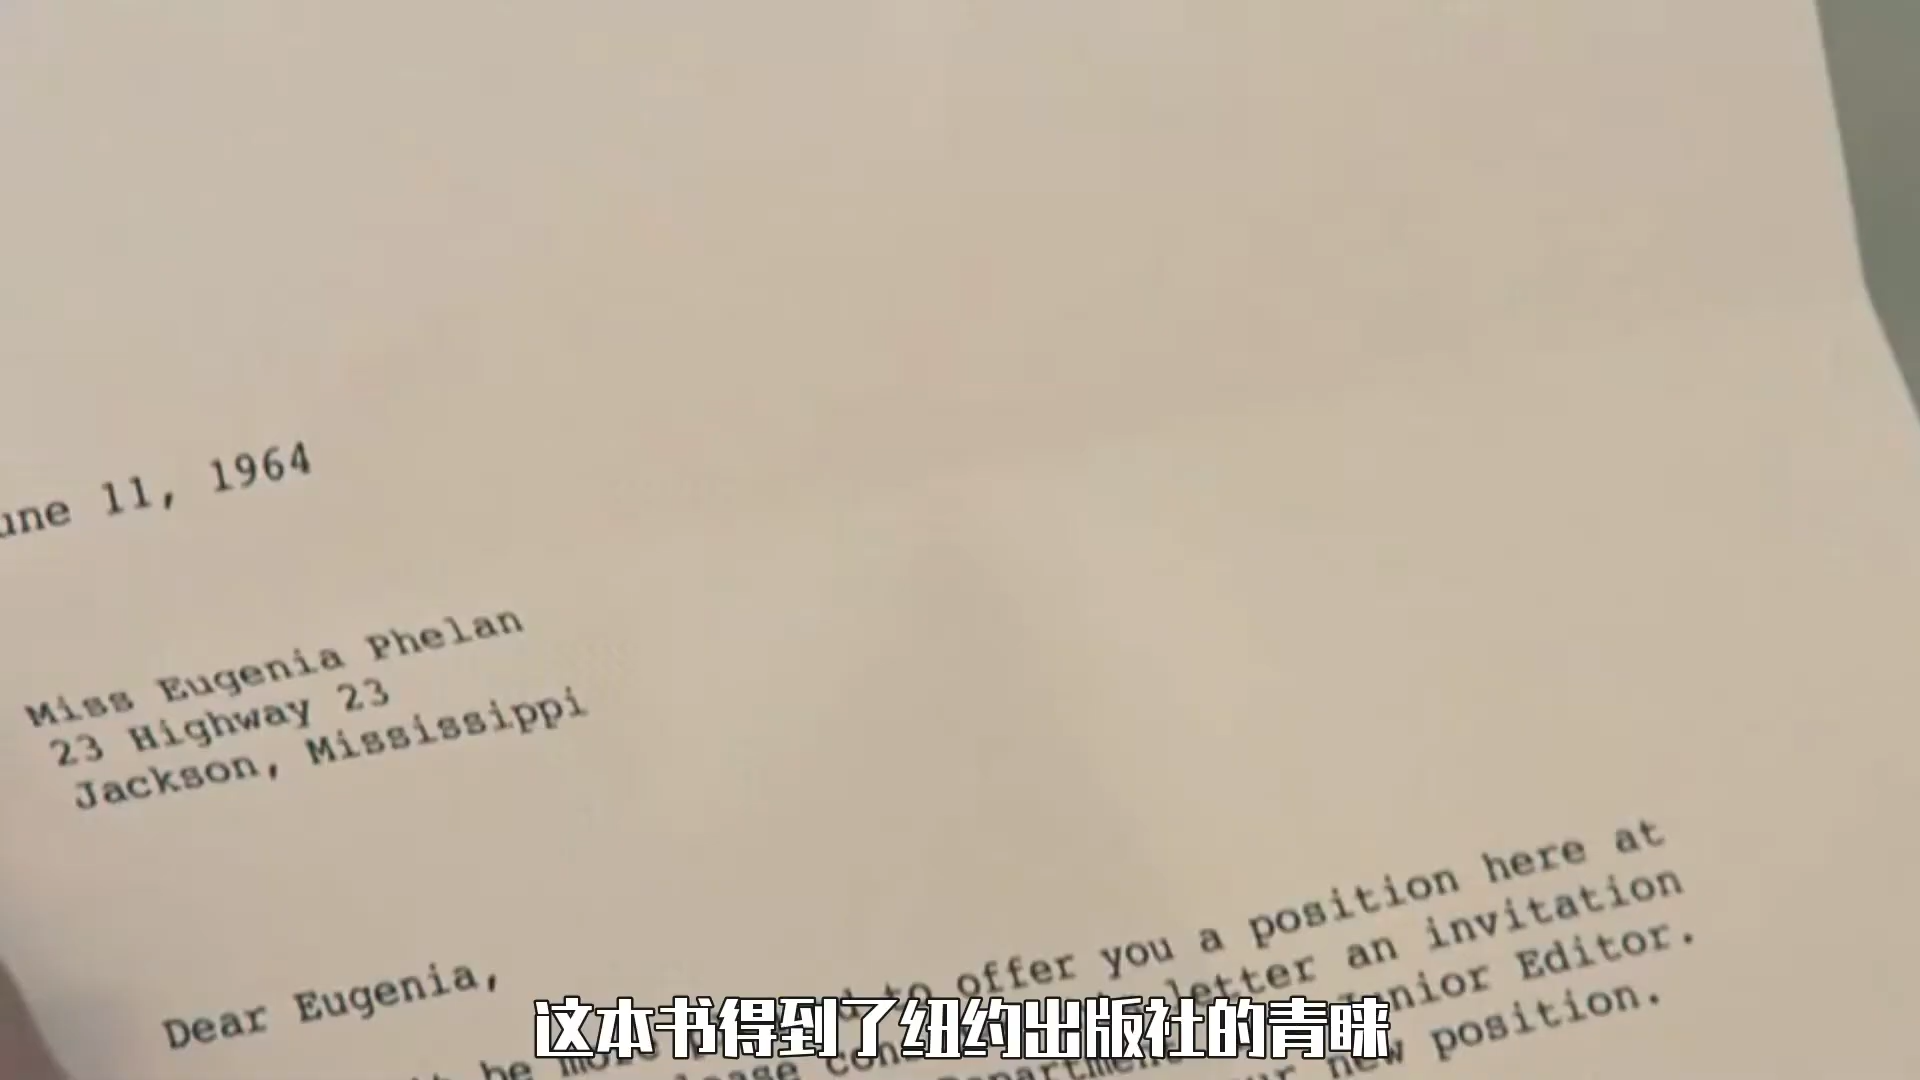 une 11, 1964
Miss Eugenia Phelan
23 Highway 23
Jackson, Mississippi
Dear Eugenia,
to offer you a position here at
be more letter an invitation
Junior Editor.
new position.
这本书得到了纽约出版社的青睐